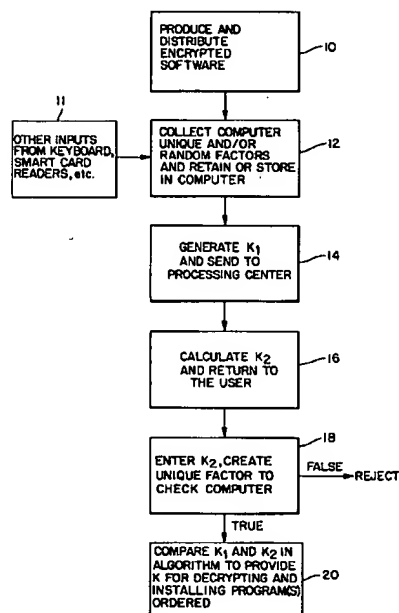 PRODUCE AND
DISTRIBUTE
ENCRYPTED
SOFTWARE
10
11
OTHER INPUTS
FROM KEYBOARD,
SMART CARD
READERS, etc.
COLLECT COMPUTER
UNIQUE AND/OR
RANDOM FACTORS
AND RETAIN OR STORE
IN COMPUTER
12
GENERATE K1
AND SEND TO
PROCESSING CENTER
14
CALCULATE K2
AND RETURN TO
THE USER
16
18
ENTER K2, CREATE
UNIQUE FACTOR TO
CHECK COMPUTER
FALSE
REJECT
TRUE
COMPARE K1 AND K2 IN
ALGORITHM TO PROVIDE
K FOR DECRYPTING AND
INSTALLING PROGRAM(S)
ORDERED
20